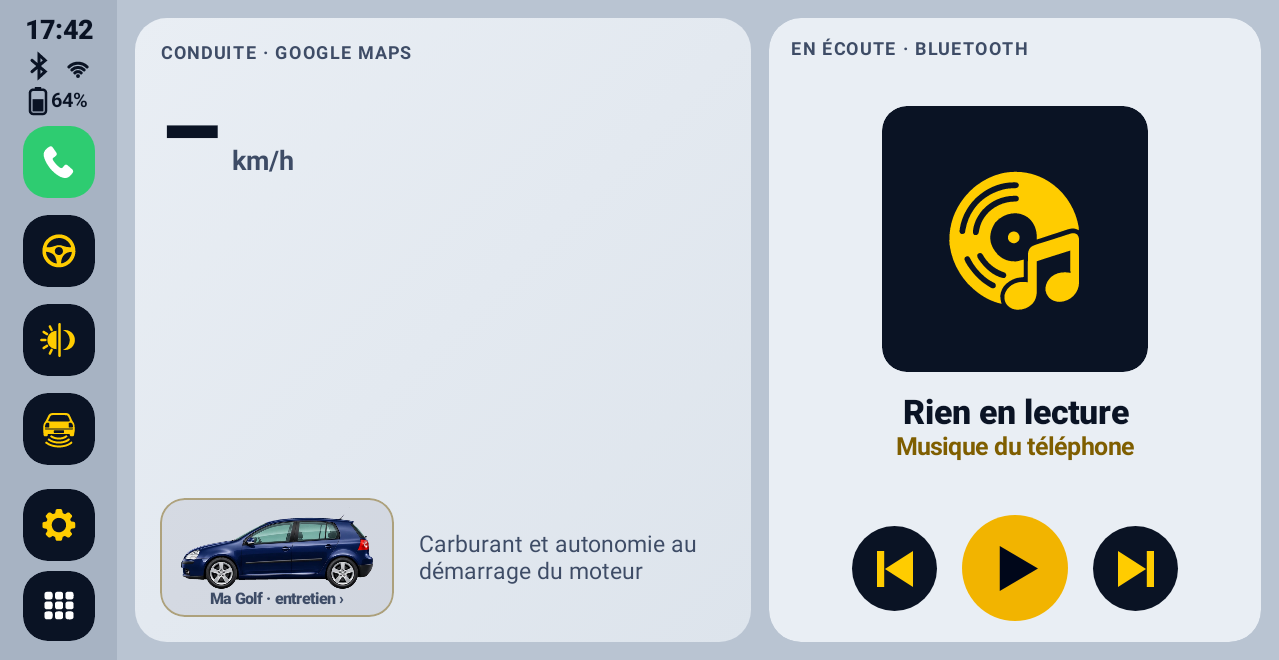 17:42
64%
CONDUITE · GOOGLE MAPS
km/h
Ma Golf · entretien ›
Carburant et autonomie au
démarrage du moteur
EN ÉCOUTE · BLUETOOTH
Rien en lecture
Musique du téléphone